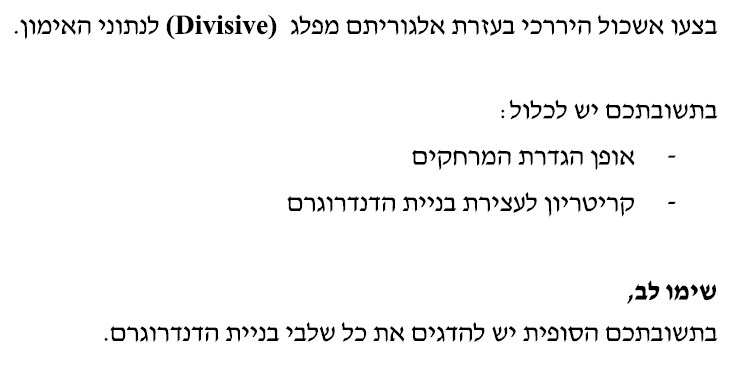 בצעו אשכול היררכי בעזרת אלגוריתם מפלג (Divisive) לנתוני האימון.
בתשובתכם יש לכלול:
- אופן הגדרת המרחקים
- קריטריון לעצירת בניית הדנדרוגרם
שימו לב,
בתשובתכם הסופית יש להדגים את כל שלבי בניית הדנדרוגרם.